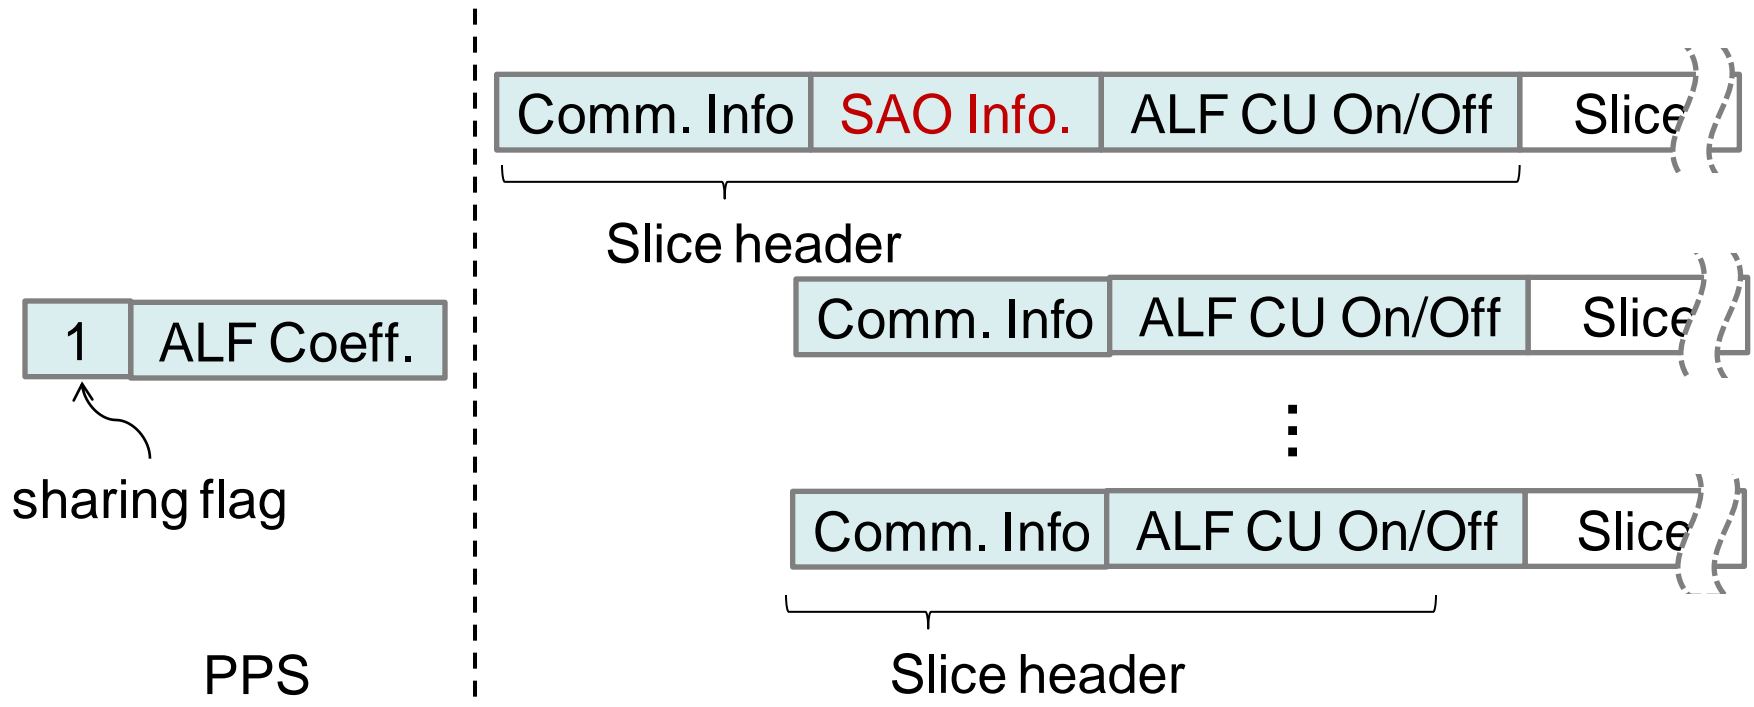 Comm. Info SAO Info. ALF CU On/Off Slice
Slice header
Comm. Info ALF CU On/Off Slice
1 ALF Coeff.
sharing flag
Comm. Info ALF CU On/Off Slice
Slice header
PPS